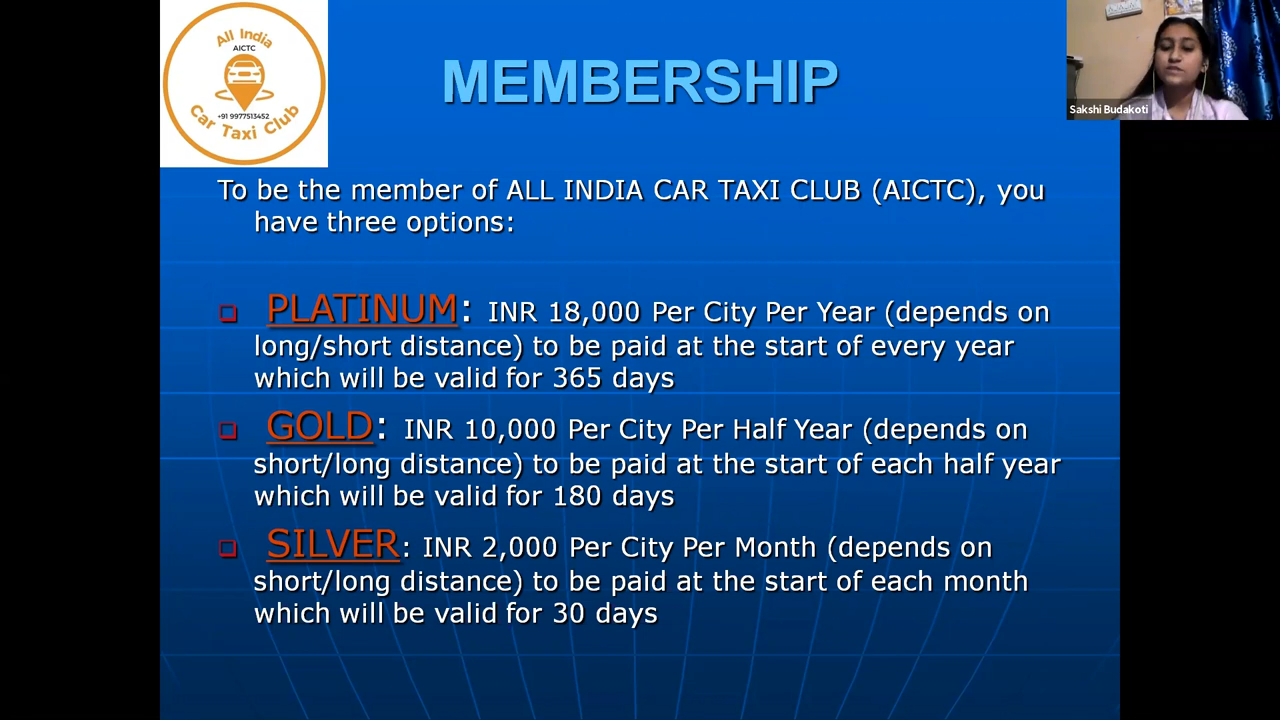 All India
AICTC
+91 9977513452
Car Taxi Club
MEMBERSHIP
Sakshi Budakoti
To be the member of ALL INDIA CAR TAXI CLUB (AICTC), you
have three options:
PLATINUM: INR 18,000 Per City Per Year (depends on
long/short distance) to be paid at the start of every year
which will be valid for 365 days
GOLD: INR 10,000 Per City Per Half Year (depends on
short/long distance) to be paid at the start of each half year
which will be valid for 180 days
SILVER: INR 2,000 Per City Per Month (depends on
short/long distance) to be paid at the start of each month
which will be valid for 30 days